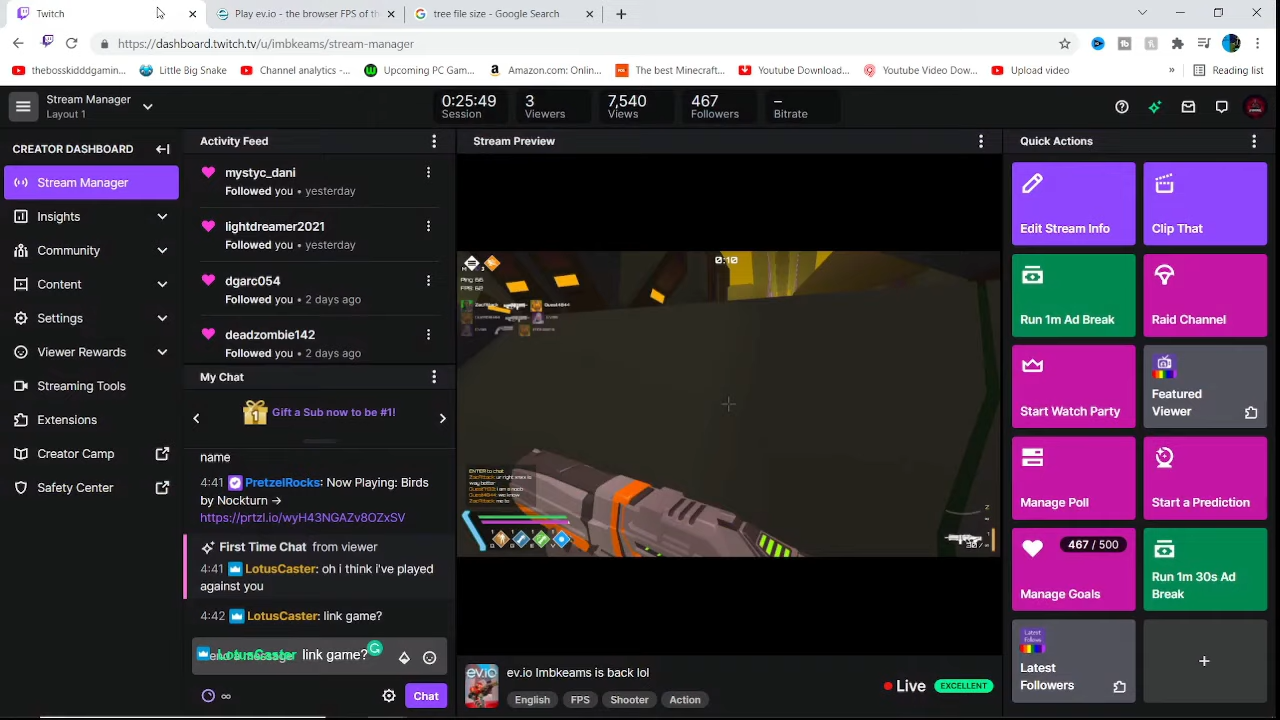 Twitch
Play ev.io - the browser FPS of th
tree file size - Google Search
https://dashboard.twitch.tv/u/imbkeams/stream-manager
thebosskidddgamin...
Little Big Snake
Channel analytics -...
Upcoming PC Gam...
Amazon.com: Onlin...
The best Minecraft...
Youtube Download...
Youtube Video Dow...
Upload video
»
Reading list
Stream Manager
Layout 1
0:25:49
Session
3
Viewers
7,540
Views
467
Followers
–
Bitrate
CREATOR DASHBOARD
Stream Manager
Insights
Community
Content
Settings
Viewer Rewards
Streaming Tools
Extensions
Creator Camp
Safety Center
Activity Feed
mystyc_dani
Followed you • yesterday
lightdreamer2021
Followed you • yesterday
dgarc054
Followed you • 2 days ago
deadzombie142
Followed you • 2 days ago
My Chat
1
Gift a Sub now to be #1!
name
4:41 PretzelRocks: Now Playing: Birds
by Nockturn →
https://prtzl.io/wyH43NGAZv8OZxSV
First Time Chat from viewer
4:41 LotusCaster: oh i think i've played
against you
4:42 LotusCaster: link game?
LotusCaster link game?
∞
Chat
Stream Preview
0:10
ENTER to chat
ev.io
ev.io Imbkeams is back lol
English
FPS
Shooter
Action
Live
EXCELLENT
Quick Actions
Edit Stream Info
Clip That
Run 1m Ad Break
Raid Channel
Start Watch Party
Featured
Viewer
Manage Poll
Start a Prediction
467 / 500
Manage Goals
Run 1m 30s Ad
Break
Latest
Follows
Latest
Followers
+